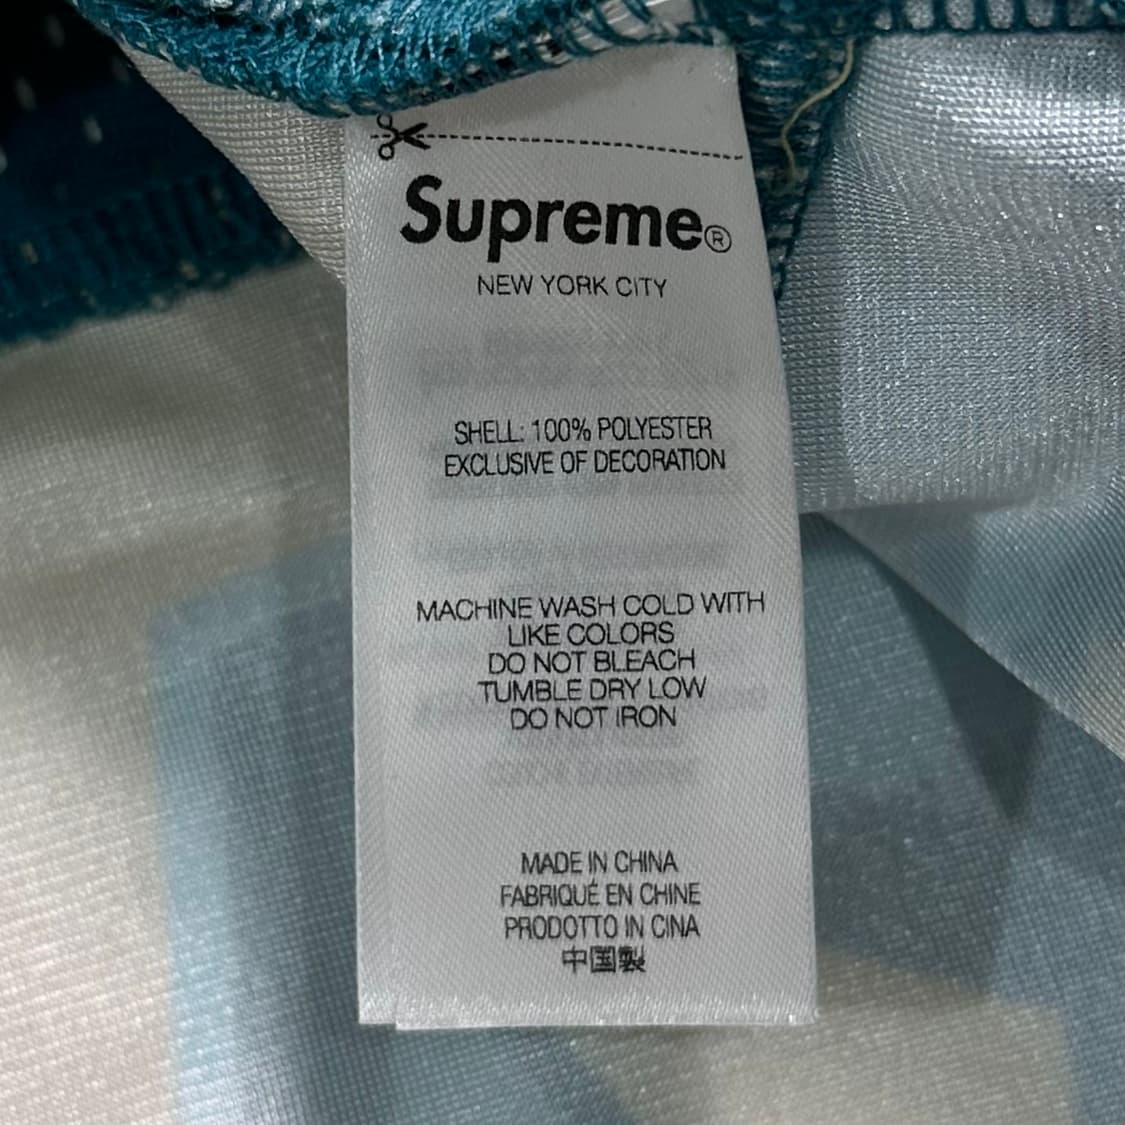 Supreme®
NEW YORK CITY
SHELL: 100% POLYESTER
EXCLUSIVE OF DECORATION
MACHINE WASH COLD WITH
LIKE COLORS
DO NOT BLEACH
TUMBLE DRY LOW
DO NOT IRON
MADE IN CHINA
FABRIQUÉ EN CHINE
PRODOTTO IN CINA
中国製